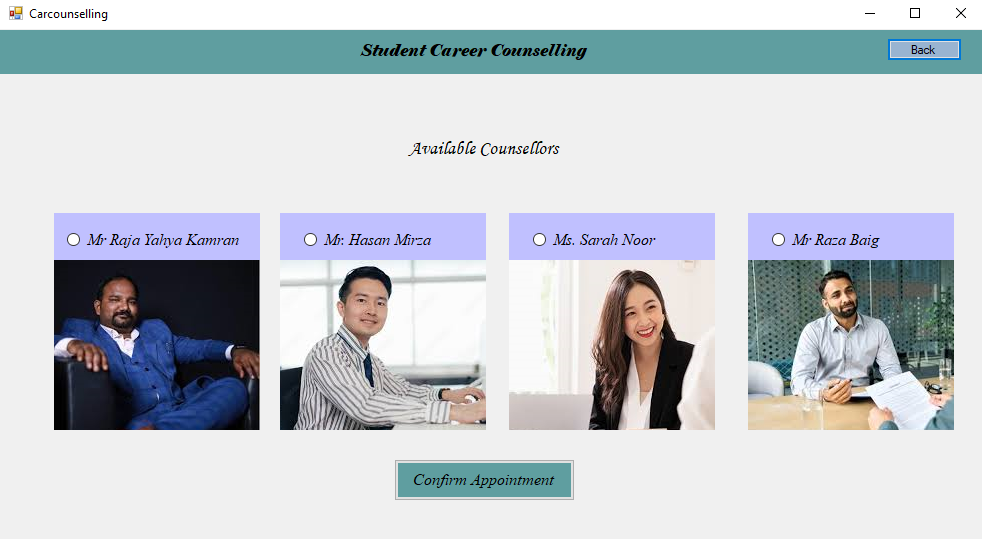 Carcounselling
Student Career Counselling
Back
Available Counsellors
Mr Raja Yahya Kamran
Mr. Hasan Mirza
Ms. Sarah Noor
Mr Raza Baig
Confirm Appointment